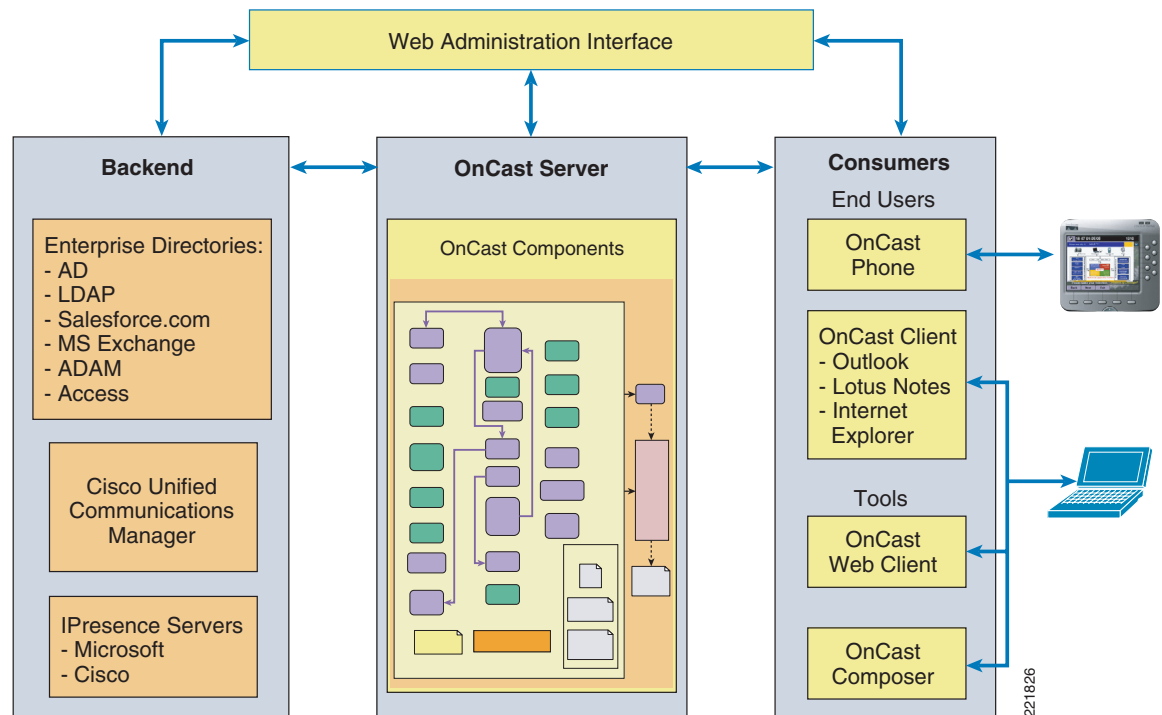 Web Administration Interface
Backend
Enterprise Directories:
- AD
- LDAP
- Salesforce.com
- MS Exchange
- ADAM
- Access
Cisco Unified
Communications
Manager
IPresence Servers
- Microsoft
- Cisco
OnCast Server
OnCast Components
Consumers
End Users
OnCast
Phone
OnCast Client
- Outlook
- Lotus Notes
- Internet
Explorer
Tools
OnCast
Web Client
OnCast
Composer
221826